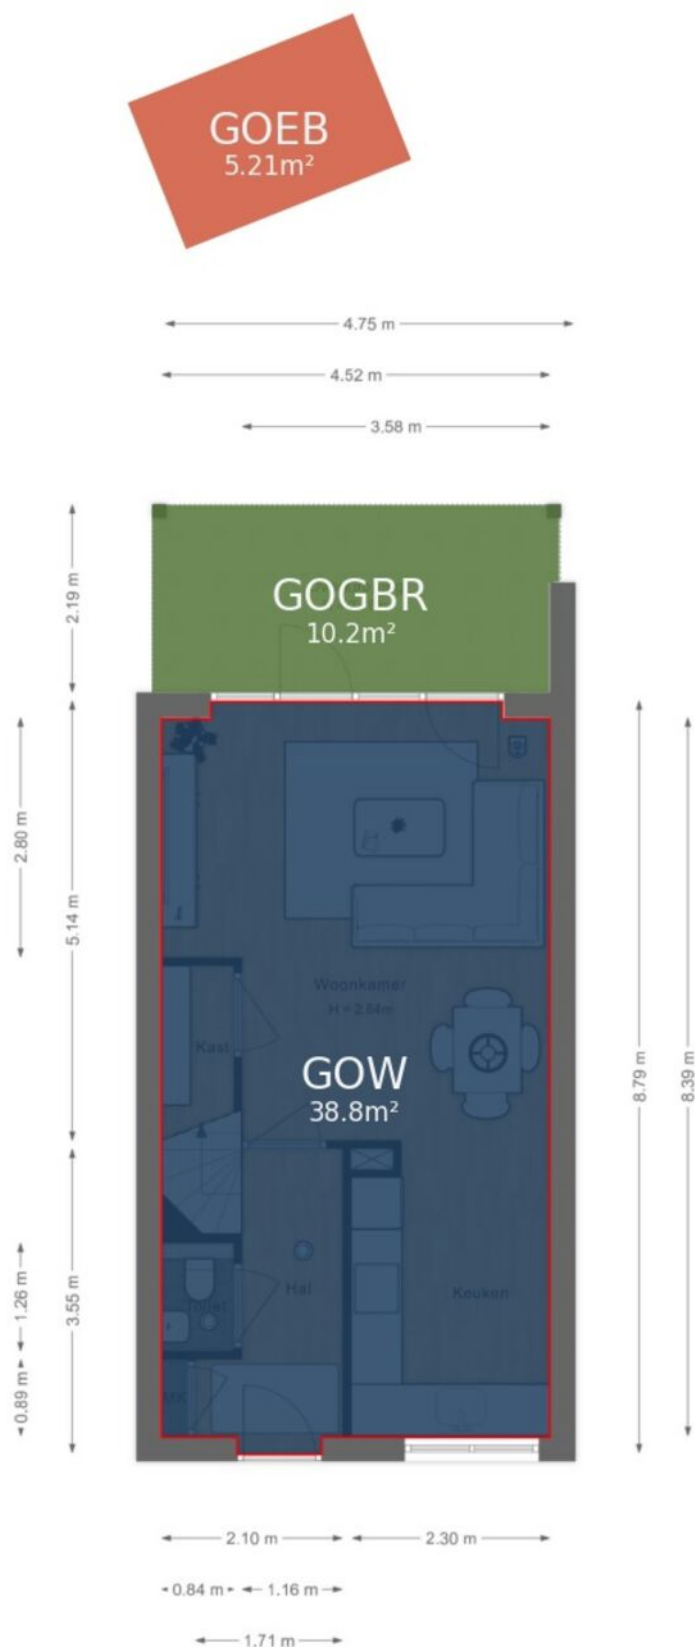 GOEB
5.21m²
4.75 m
4.52 m
3.58 m
2.19 m
GOGBR
10.2m²
2.80 m
5.14 m
Woonkamer
H = 2.64m
Kast
GOW
38.8m²
8.79 m
8.39 m
1.26 m
3.55 m
Hal
Keuken
Toilet
0.89 m
MK
2.10 m
2.30 m
0.84 m
1.16 m
1.71 m